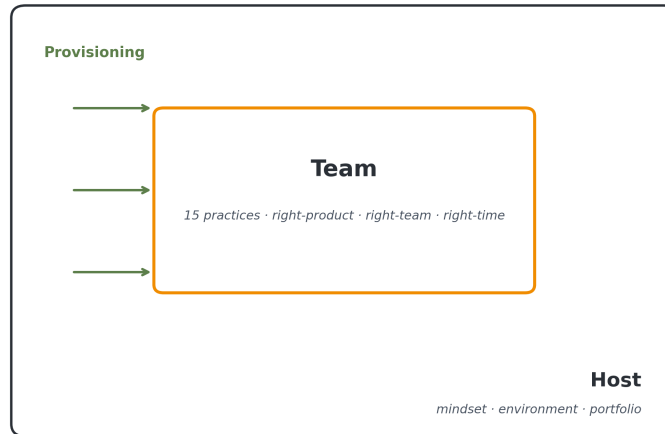 Provisioning
Team
15 practices · right-product · right-team · right-time
Host
mindset · environment · portfolio